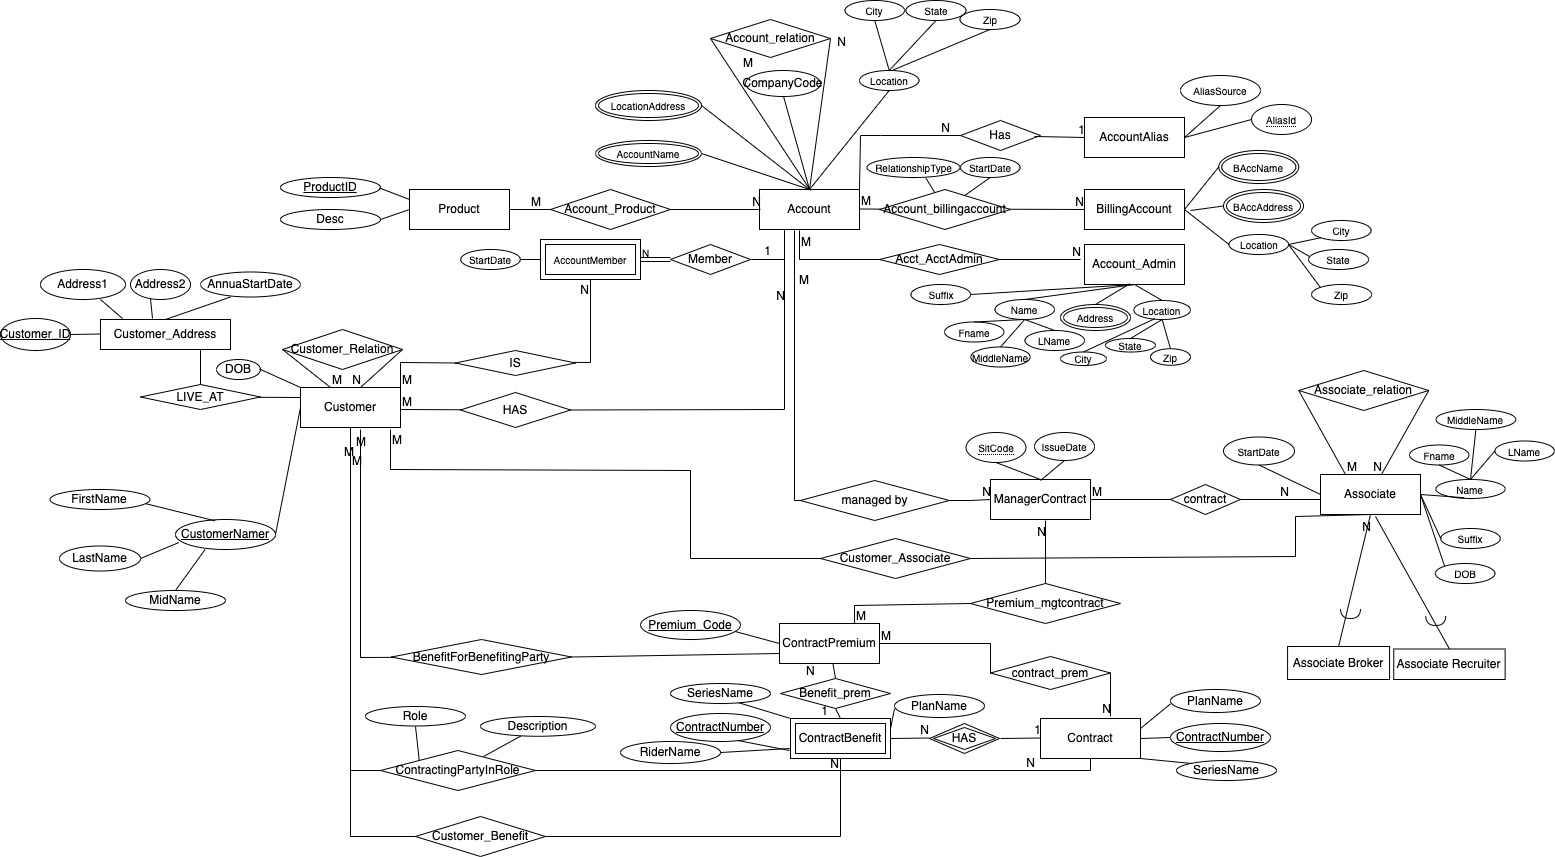 City
State
Zip
Account_relation
N
M
CompanyCode
Location
LocationAddress
AliasSource
AliasId
N
Has
1
AccountAlias
AccountName
RelationshipType
StartDate
BAccName
ProductID
Desc
Product
M
Account_Product
N
Account
M
Account_billingaccount
N
BillingAccount
BAccAddress
City
Location
State
Zip
StartDate
AccountMember
N
Member
1
M
Acct_AcctAdmin
N
Account_Admin
M
N
N
Suffix
Name
Address
Location
Fname
LName
MiddleName
City
State
Zip
Address1
Address2
AnnuaStartDate
Customer_ID
Customer_Address
Customer_Relation
M
N
M
IS
DOB
LIVE_AT
Customer
M
HAS
Associate_relation
M
N
MiddleName
Fname
LName
Name
StartDate
M
M
M
M
SitCode
IssueDate
managed by
N
ManagerContract
M
contract
N
Associate
N
Suffix
DOB
FirstName
CustomerNamer
LastName
MidName
N
Customer_Associate
Premium_mgtcontract
M
Premium_Code
ContractPremium
M
BenefitForBenefitingParty
Associate Broker
Associate Recruiter
N
contract_prem
Benefit_prem
SeriesName
1
PlanName
N
PlanName
Role
Description
ContractNumber
RiderName
ContractBenefit
N
HAS
1
Contract
ContractNumber
SeriesName
ContractingPartyInRole
N
N
Customer_Benefit